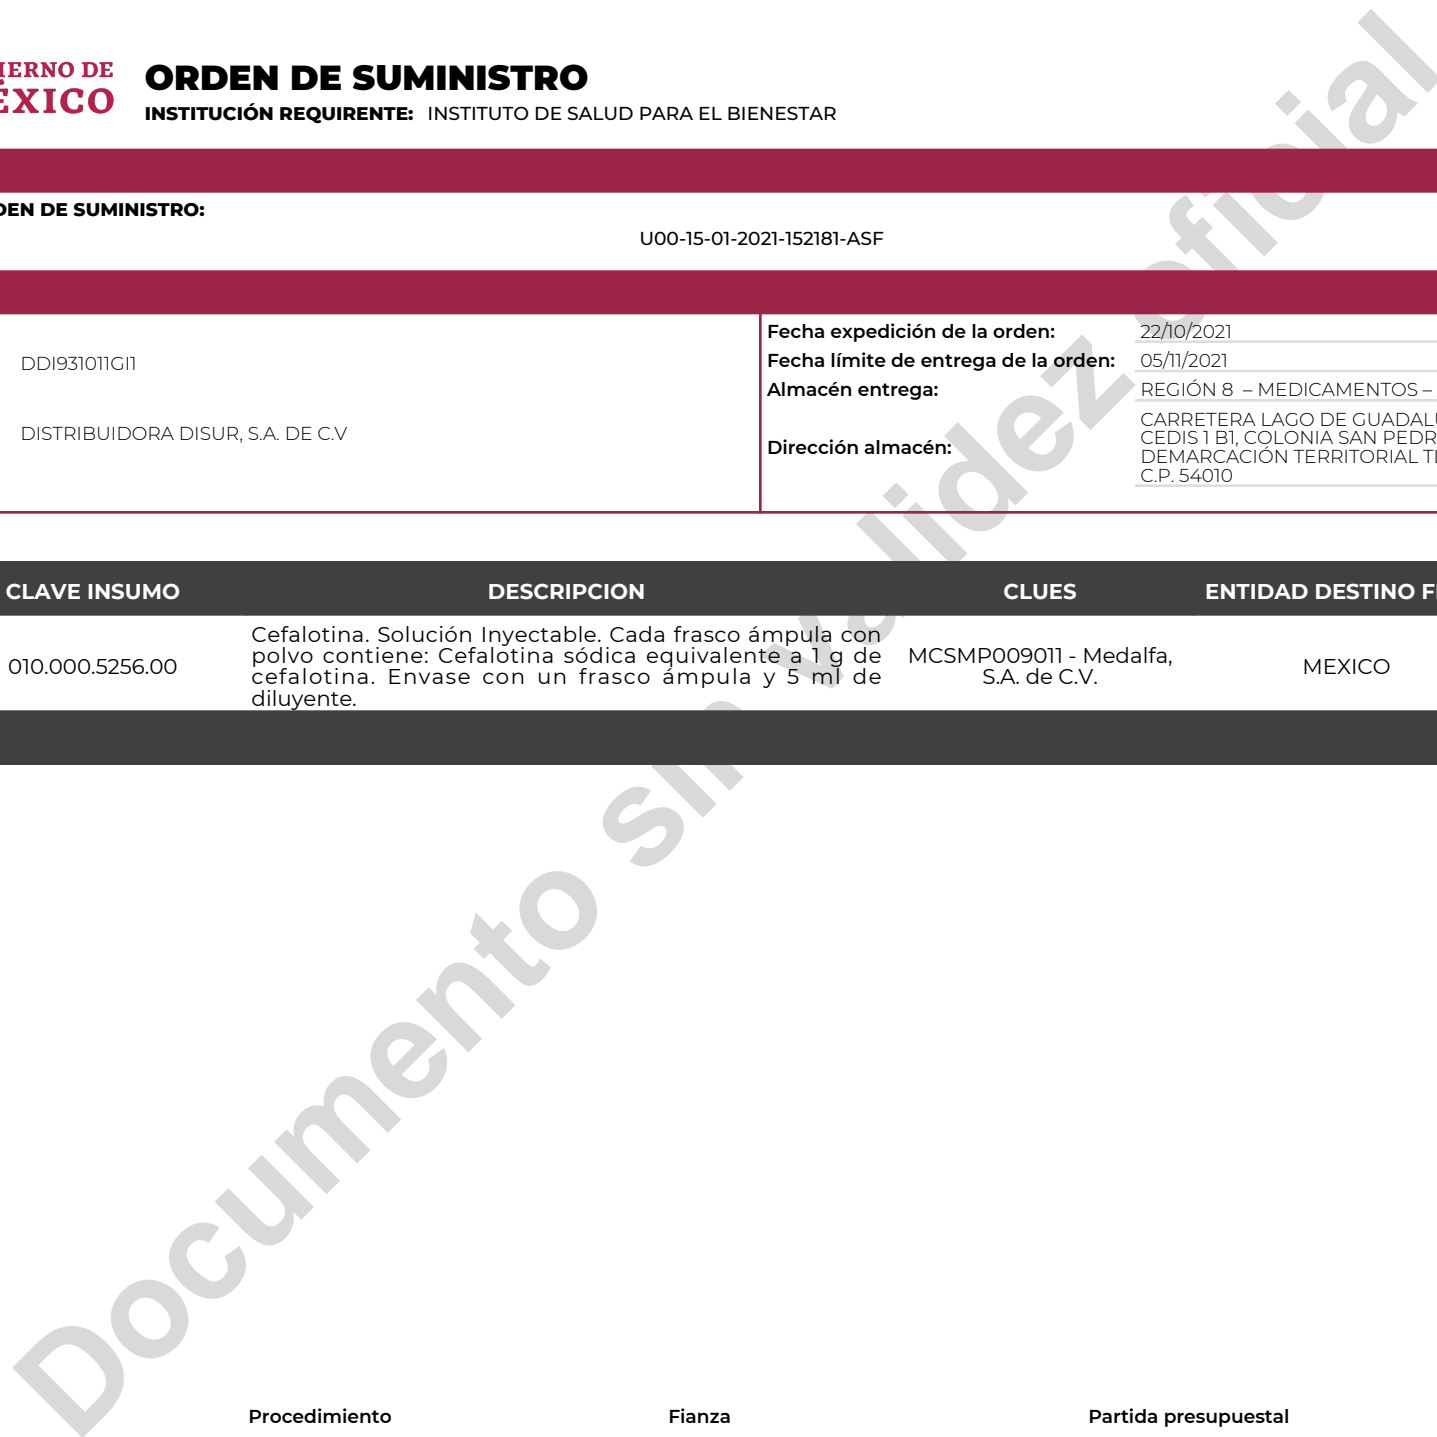 IERNO DE
ÉXICO
ORDEN DE SUMINISTRO
INSTITUCIÓN REQUIRENTE: INSTITUTO DE SALUD PARA EL BIENESTAR
DEN DE SUMINISTRO:
U00-15-01-2021-152181-ASF
DDI931011GI1
DISTRIBUIDORA DISUR, S.A. DE C.V
Fecha expedición de la orden: 22/10/2021
Fecha límite de entrega de la orden: 05/11/2021
Almacén entrega: REGIÓN 8 – MEDICAMENTOS –
Dirección almacén:
CARRETERA LAGO DE GUADALU
CEDIS 1 B1, COLONIA SAN PEDR
DEMARCACIÓN TERRITORIAL TL
C.P. 54010
CLAVE INSUMO DESCRIPCION CLUES ENTIDAD DESTINO FI
010.000.5256.00
Cefalotina. Solución Inyectable. Cada frasco ámpula con
polvo contiene: Cefalotina sódica equivalente a 1 g de
cefalotina. Envase con un frasco ámpula y 5 ml de
diluyente.
MCSMP009011 - Medalfa,
S.A. de C.V.
MEXICO
Documento sin validez oficial
Procedimiento Fianza Partida presupuestal